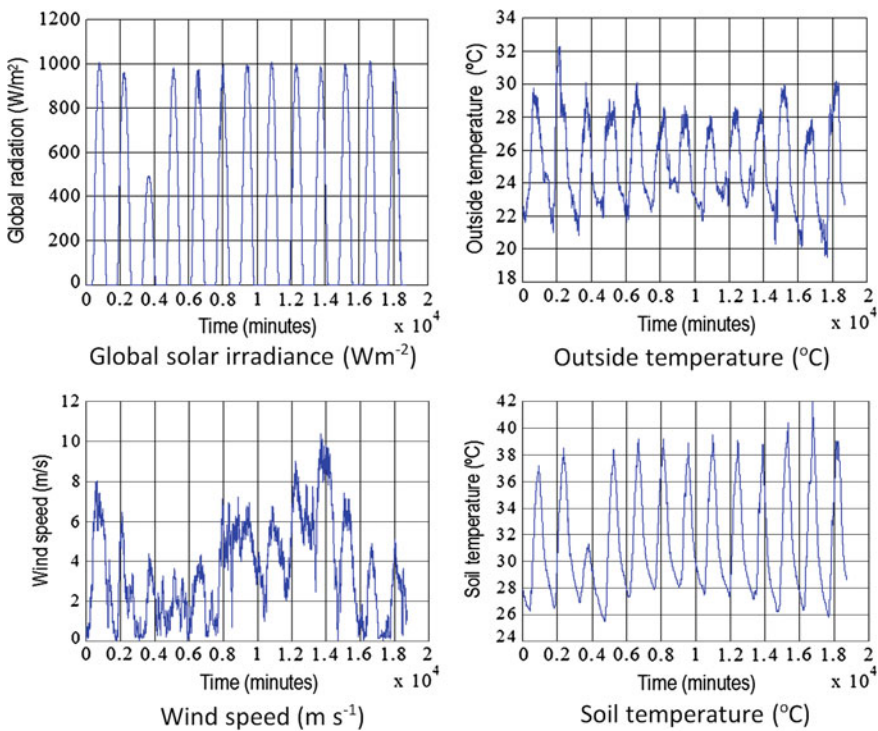 Global radiation (W/m²)
1200
1000
800
600
400
200
0
0 0.2 0.4 0.6 0.8 1 1.2 1.4 1.6 1.8 2
Time (minutes)
x 10⁴
Global solar irradiance (Wm⁻²)
Outside temperature (ºC)
34
32
30
28
26
24
22
20
18
0 0.2 0.4 0.6 0.8 1 1.2 1.4 1.6 1.8 2
Time (minutes)
x 10⁴
Outside temperature (°C)
Wind speed (m/s)
12
10
8
6
4
2
0
0 0.2 0.4 0.6 0.8 1 1.2 1.4 1.6 1.8 2
Time (minutes)
x 10⁴
Wind speed (m s⁻¹)
Soil temperature (ºC)
42
40
38
36
34
32
30
28
26
24
0 0.2 0.4 0.6 0.8 1 1.2 1.4 1.6 1.8 2
Time (minutes)
x 10⁴
Soil temperature (°C)